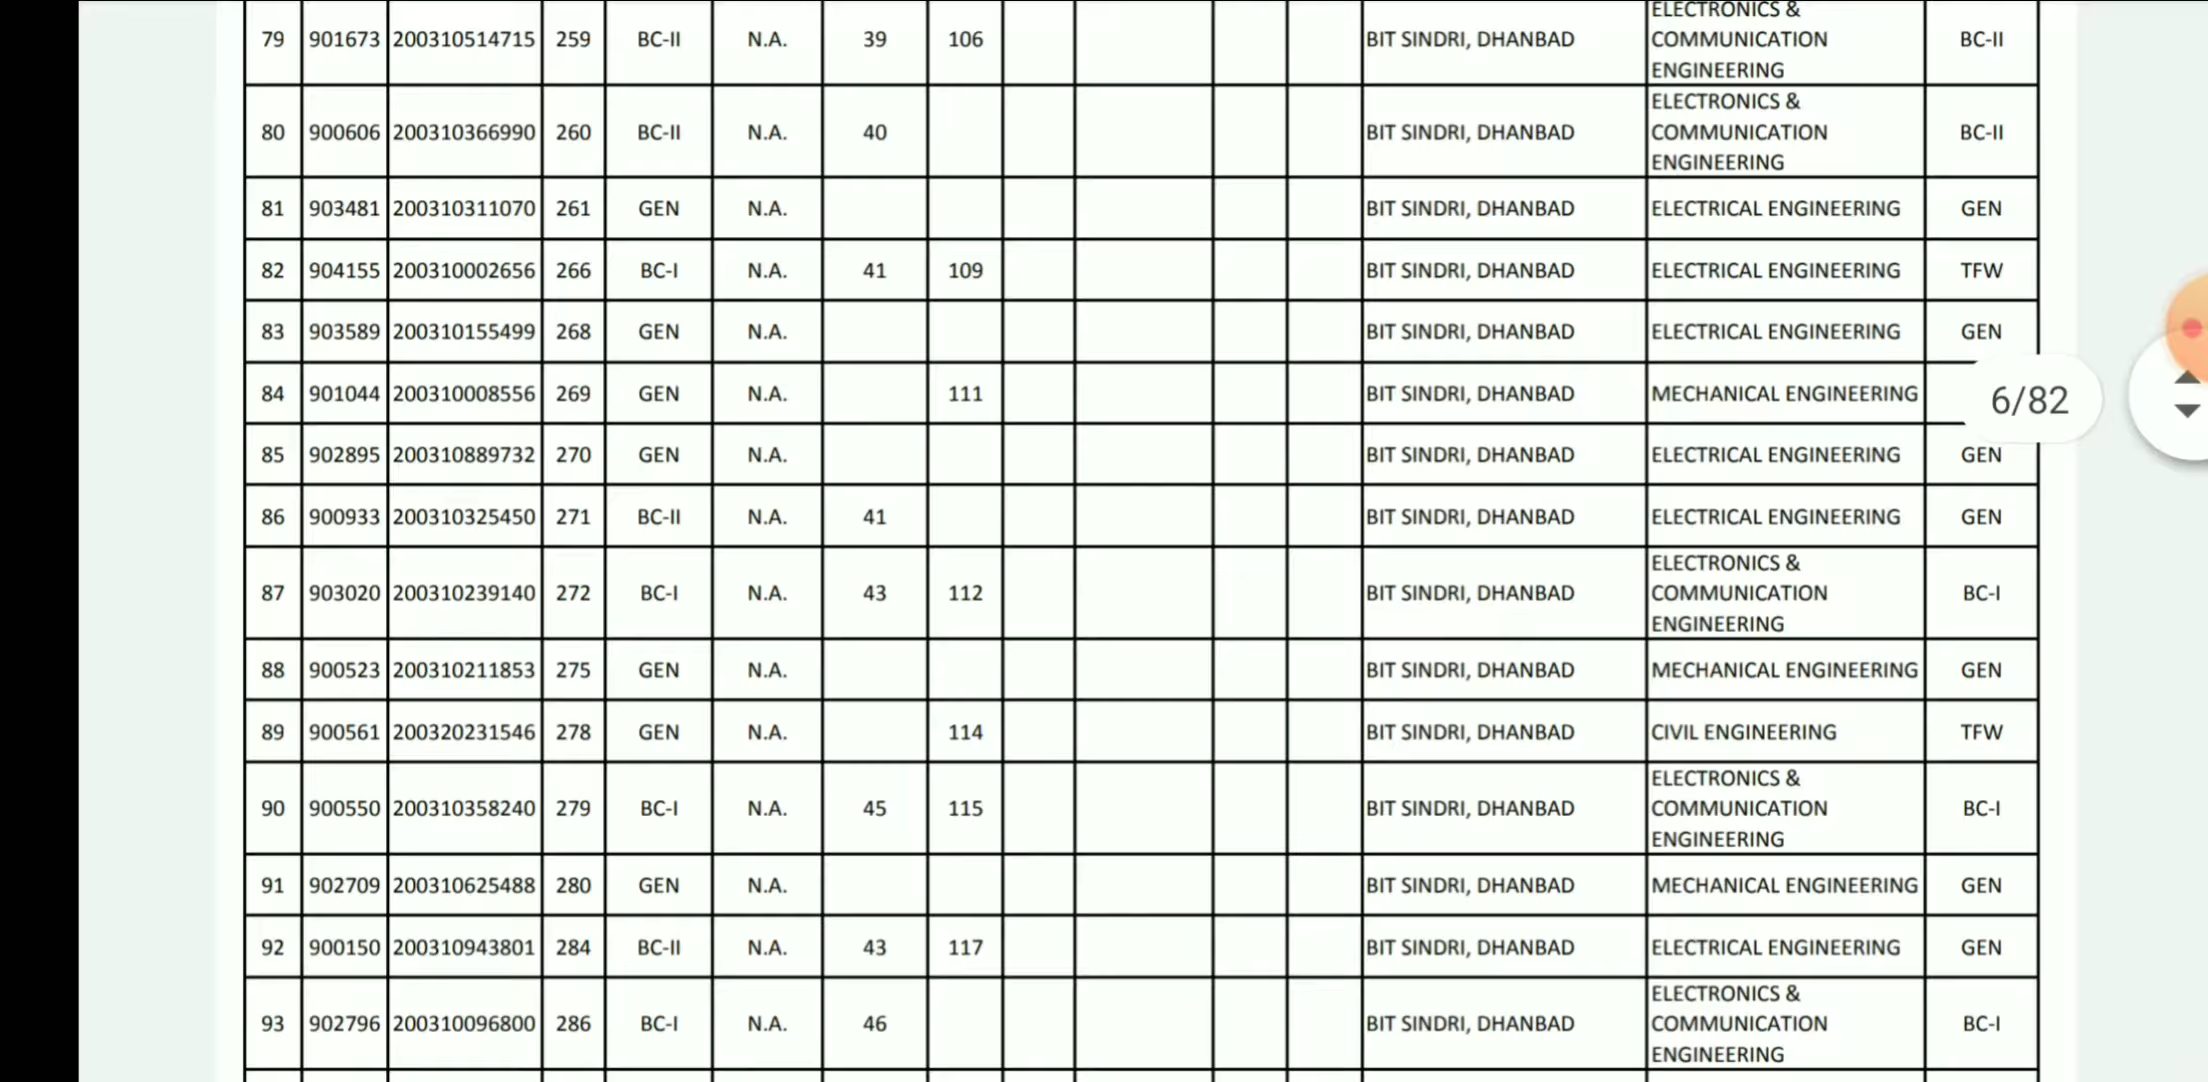 ELECTRONICS &
79 901673 200310514715 259 BC-II N.A. 39 106 BIT SINDRI, DHANBAD COMMUNICATION BC-II
ENGINEERING
ELECTRONICS &
80 900606 200310366990 260 BC-II N.A. 40 BIT SINDRI, DHANBAD COMMUNICATION BC-II
ENGINEERING
81 903481 200310311070 261 GEN N.A. BIT SINDRI, DHANBAD ELECTRICAL ENGINEERING GEN
82 904155 200310002656 266 BC-I N.A. 41 109 BIT SINDRI, DHANBAD ELECTRICAL ENGINEERING TFW
83 903589 200310155499 268 GEN N.A. BIT SINDRI, DHANBAD ELECTRICAL ENGINEERING GEN
84 901044 200310008556 269 GEN N.A. 111 BIT SINDRI, DHANBAD MECHANICAL ENGINEERING 6/82
85 902895 200310889732 270 GEN N.A. BIT SINDRI, DHANBAD ELECTRICAL ENGINEERING GEN
86 900933 200310325450 271 BC-II N.A. 41 BIT SINDRI, DHANBAD ELECTRICAL ENGINEERING GEN
ELECTRONICS &
87 903020 200310239140 272 BC-I N.A. 43 112 BIT SINDRI, DHANBAD COMMUNICATION BC-I
ENGINEERING
88 900523 200310211853 275 GEN N.A. BIT SINDRI, DHANBAD MECHANICAL ENGINEERING GEN
89 900561 200320231546 278 GEN N.A. 114 BIT SINDRI, DHANBAD CIVIL ENGINEERING TFW
ELECTRONICS &
90 900550 200310358240 279 BC-I N.A. 45 115 BIT SINDRI, DHANBAD COMMUNICATION BC-I
ENGINEERING
91 902709 200310625488 280 GEN N.A. BIT SINDRI, DHANBAD MECHANICAL ENGINEERING GEN
92 900150 200310943801 284 BC-II N.A. 43 117 BIT SINDRI, DHANBAD ELECTRICAL ENGINEERING GEN
ELECTRONICS &
93 902796 200310096800 286 BC-I N.A. 46 BIT SINDRI, DHANBAD COMMUNICATION BC-I
ENGINEERING